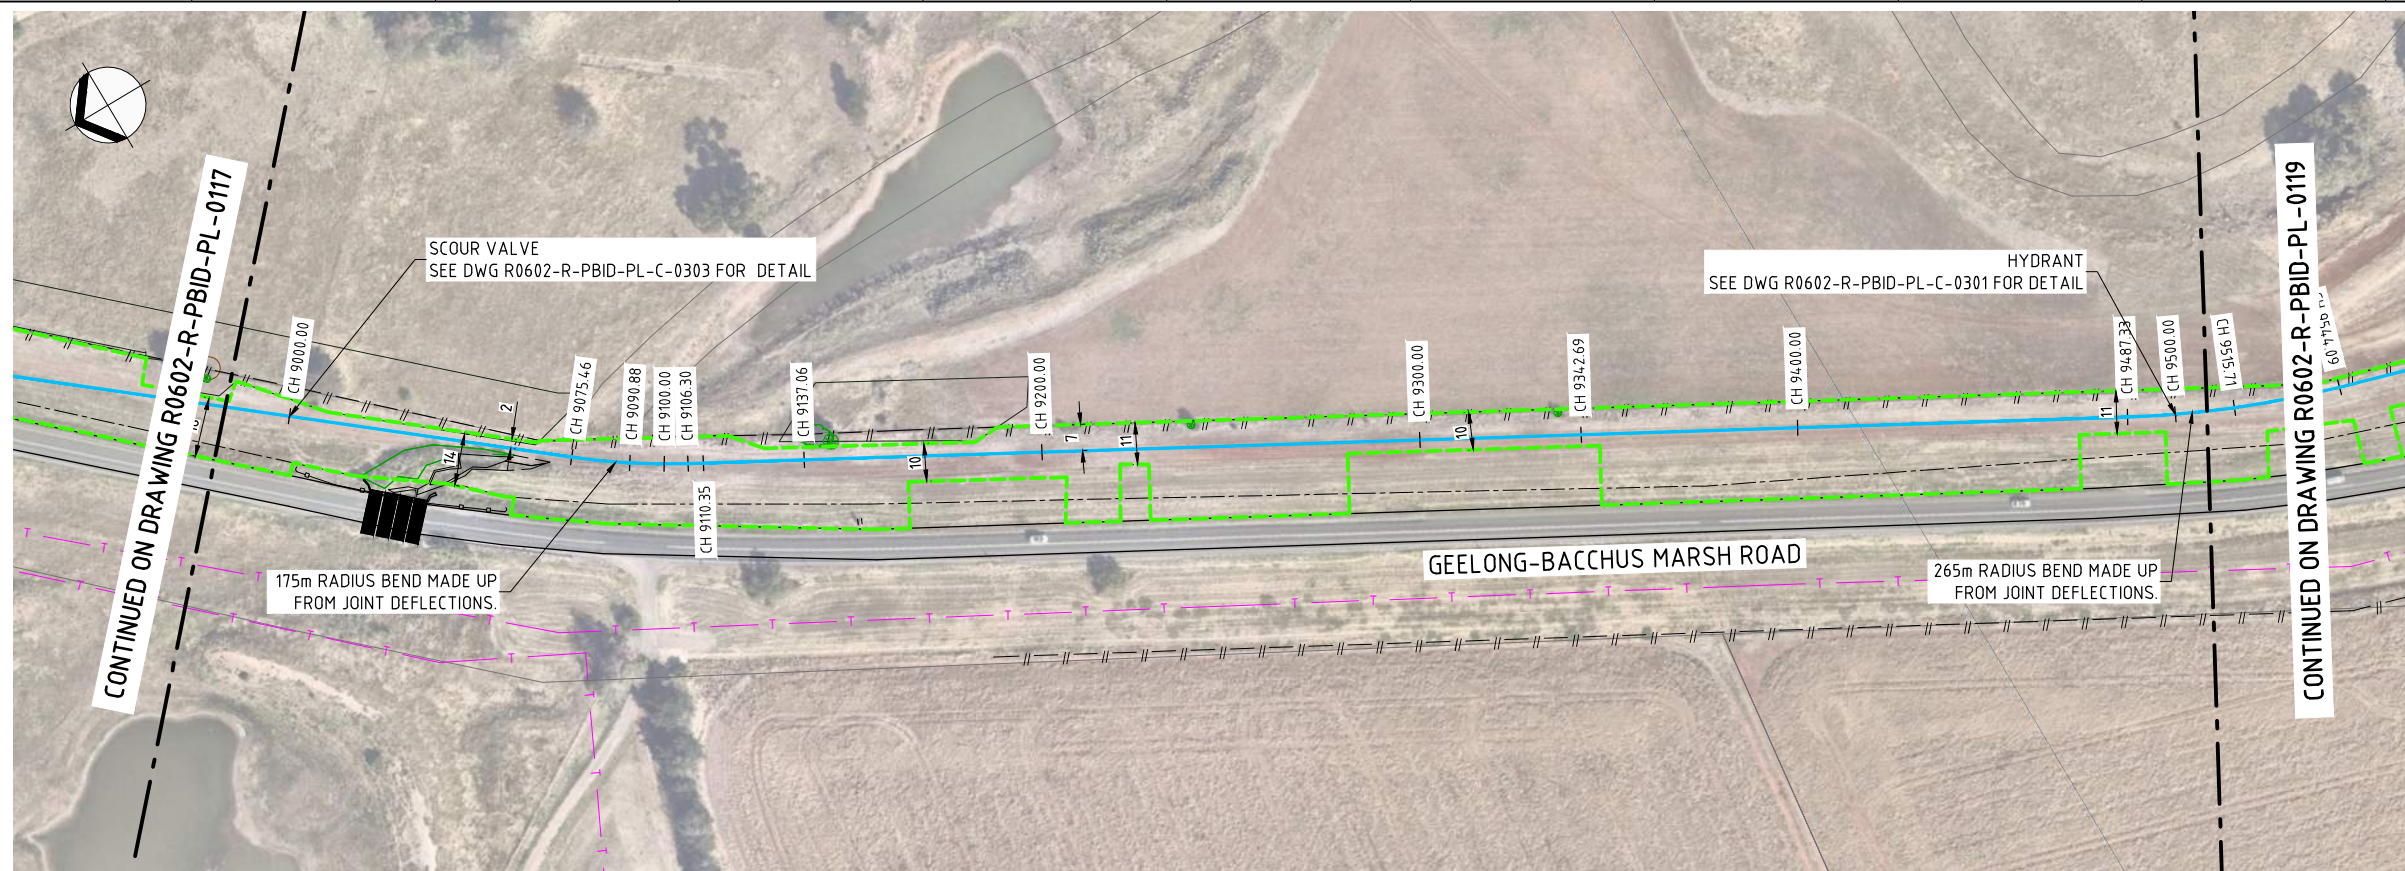 CONTINUED ON DRAWING R0602-R-PBID-PL-0117
SCOUR VALVE
SEE DWG R0602-R-PBID-PL-C-0303 FOR DETAIL
HYDRANT
SEE DWG R0602-R-PBID-PL-C-0301 FOR DETAIL
CONTINUED ON DRAWING R0602-R-PBID-PL-0119
CH 9000.00
CH 9075.46
CH 9090.88
CH 9100.00
CH 9106.30
CH 9110.35
CH 9137.06
CH 9200.00
CH 9300.00
CH 9342.69
CH 9400.00
CH 9487.33
CH 9500.00
CH 9516.71
9544.09
2
14
10
7
11
10
11
175m RADIUS BEND MADE UP
FROM JOINT DEFLECTIONS.
GEELONG-BACCHUS MARSH ROAD
265m RADIUS BEND MADE UP
FROM JOINT DEFLECTIONS.
T T T T T T T T T T T T T T T T T T T T T T T T T T T T T T